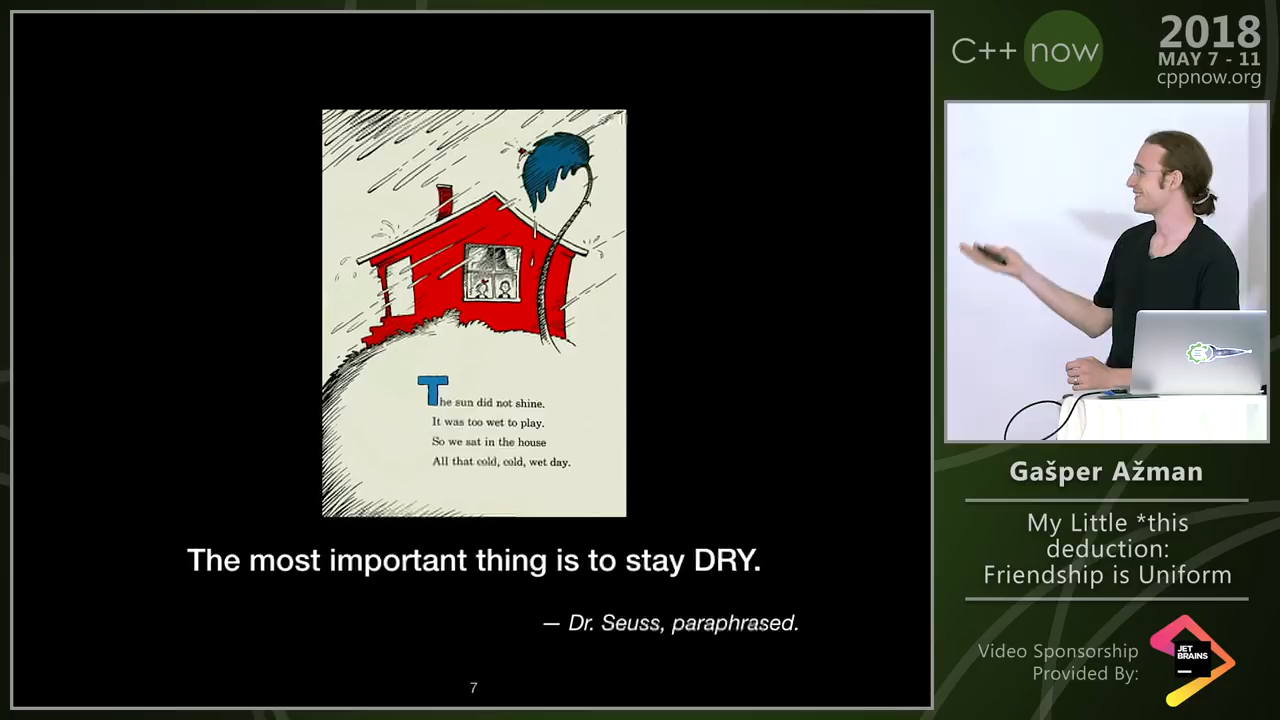 The sun did not shine.
It was too wet to play.
So we sat in the house
All that cold, cold, wet day.
The most important thing is to stay DRY.
— Dr. Seuss, paraphrased.
7
C++ now
2018
MAY 7 - 11
cppnow.org
Gašper Ažman
My Little *this
deduction:
Friendship is Uniform
Video Sponsorship
Provided By:
JET
BRAINS